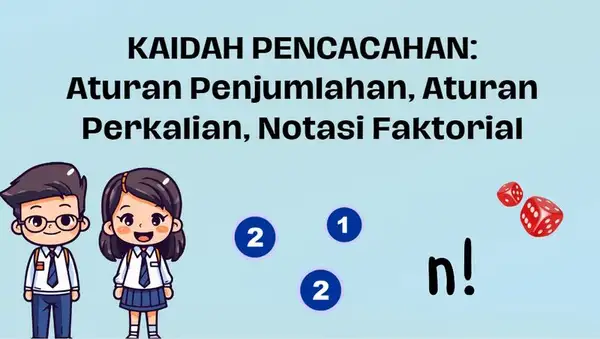 KAIDAH PENCACAHAN:
Aturan Penjumlahan, Aturan
Perkalian, Notasi Faktorial
2
1
2
n!